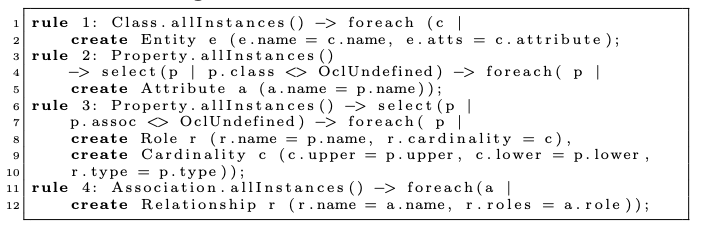 1 rule 1: Class.allInstances() -> foreach (c |
2 create Entity e (e.name = c.name, e.atts = c.attribute);
3 rule 2: Property.allInstances()
4 -> select(p | p.class <> OclUndefined) -> foreach( p |
5 create Attribute a (a.name = p.name));
6 rule 3: Property.allInstances() -> select(p |
7 p.assoc <> OclUndefined) -> foreach( p |
8 create Role r (r.name = p.name, r.cardinality = c),
9 create Cardinality c (c.upper = p.upper, c.lower = p.lower,
10 r.type = p.type));
11 rule 4: Association.allInstances() -> foreach(a |
12 create Relationship r (r.name = a.name, r.roles = a.role));